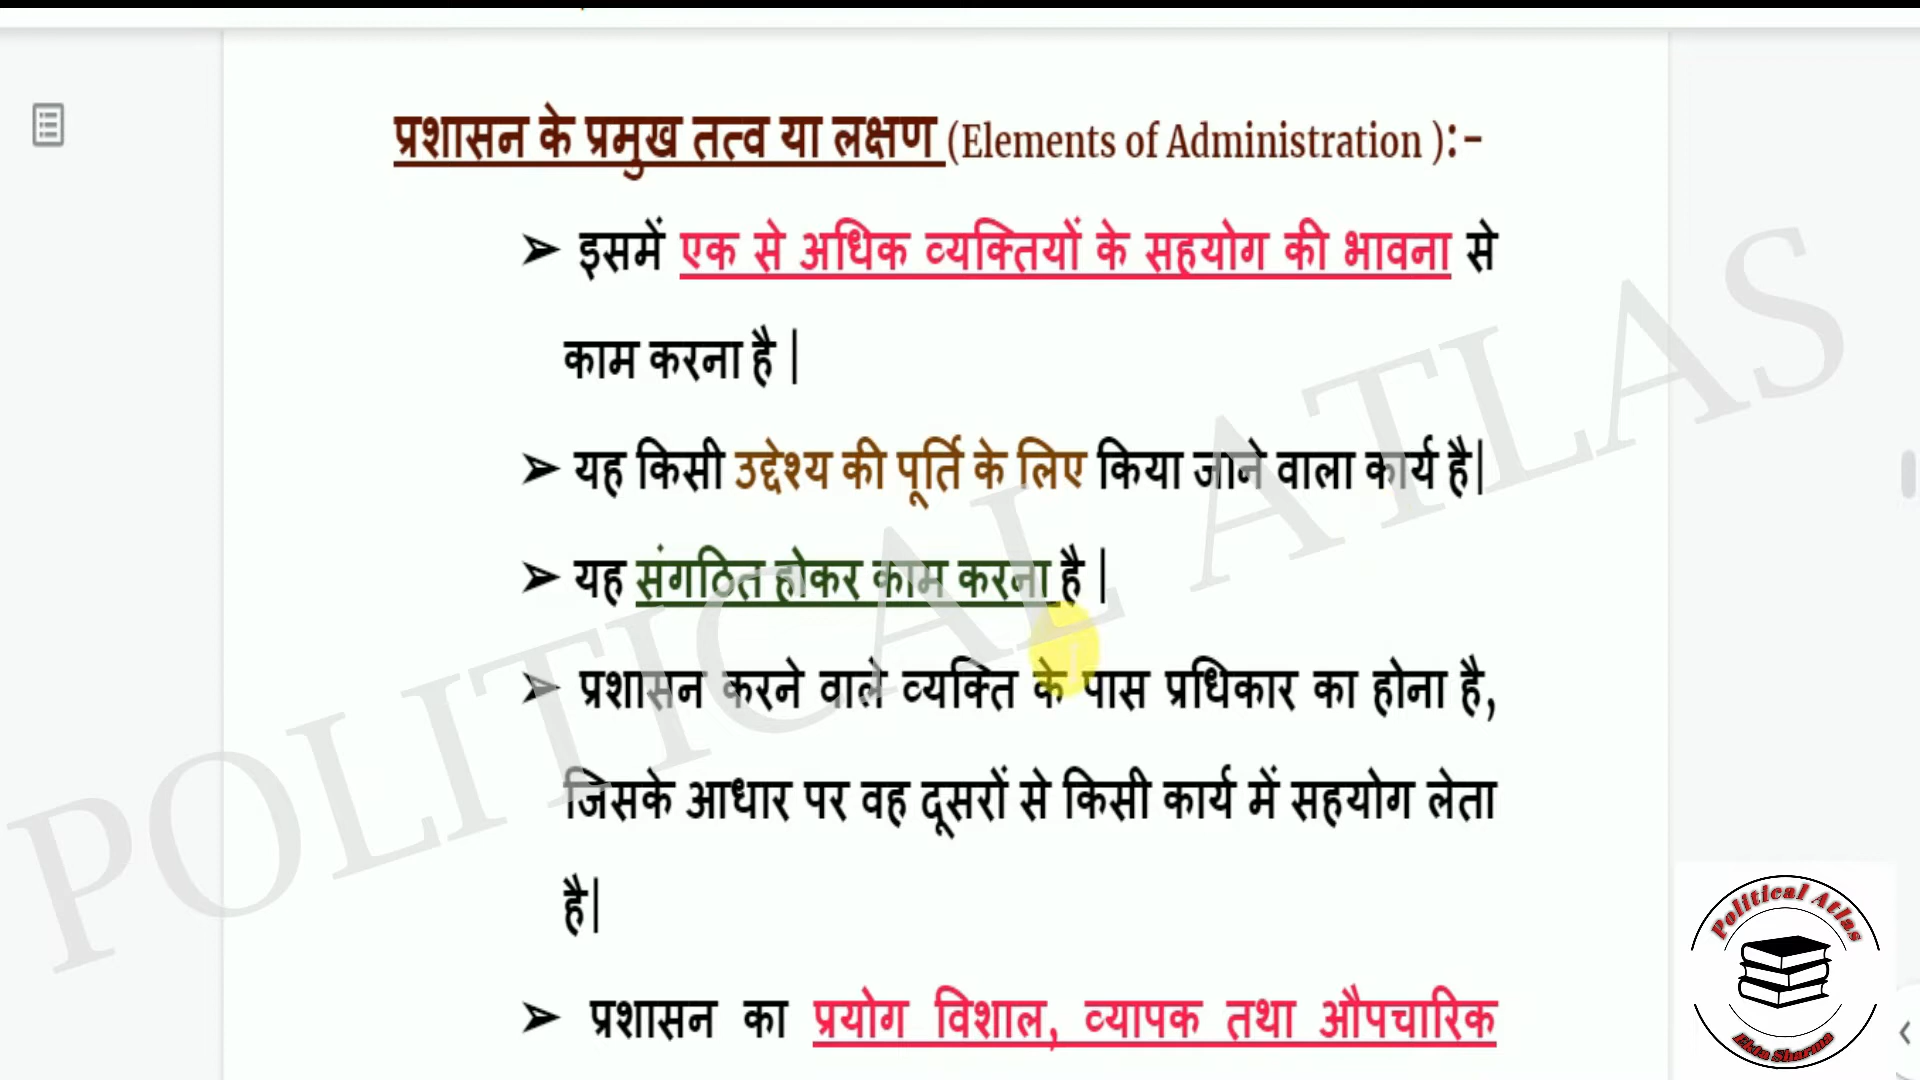 प्रशासन के प्रमुख तत्व या लक्षण (Elements of Administration ):-
➢ इसमें एक से अधिक व्यक्तियों के सहयोग की भावना से
काम करना है |
➢ यह किसी उद्देश्य की पूर्ति के लिए किया जाने वाला कार्य है|
➢ यह संगठित होकर काम करना है |
➢ प्रशासन करने वाले व्यक्ति के पास प्रधिकार का होना है,
जिसके आधार पर वह दूसरों से किसी कार्य में सहयोग लेता
है|
➢ प्रशासन का प्रयोग विशाल, व्यापक तथा औपचारिक
POLITICAL ATLAS
Political Atlas
Ekta Sharma